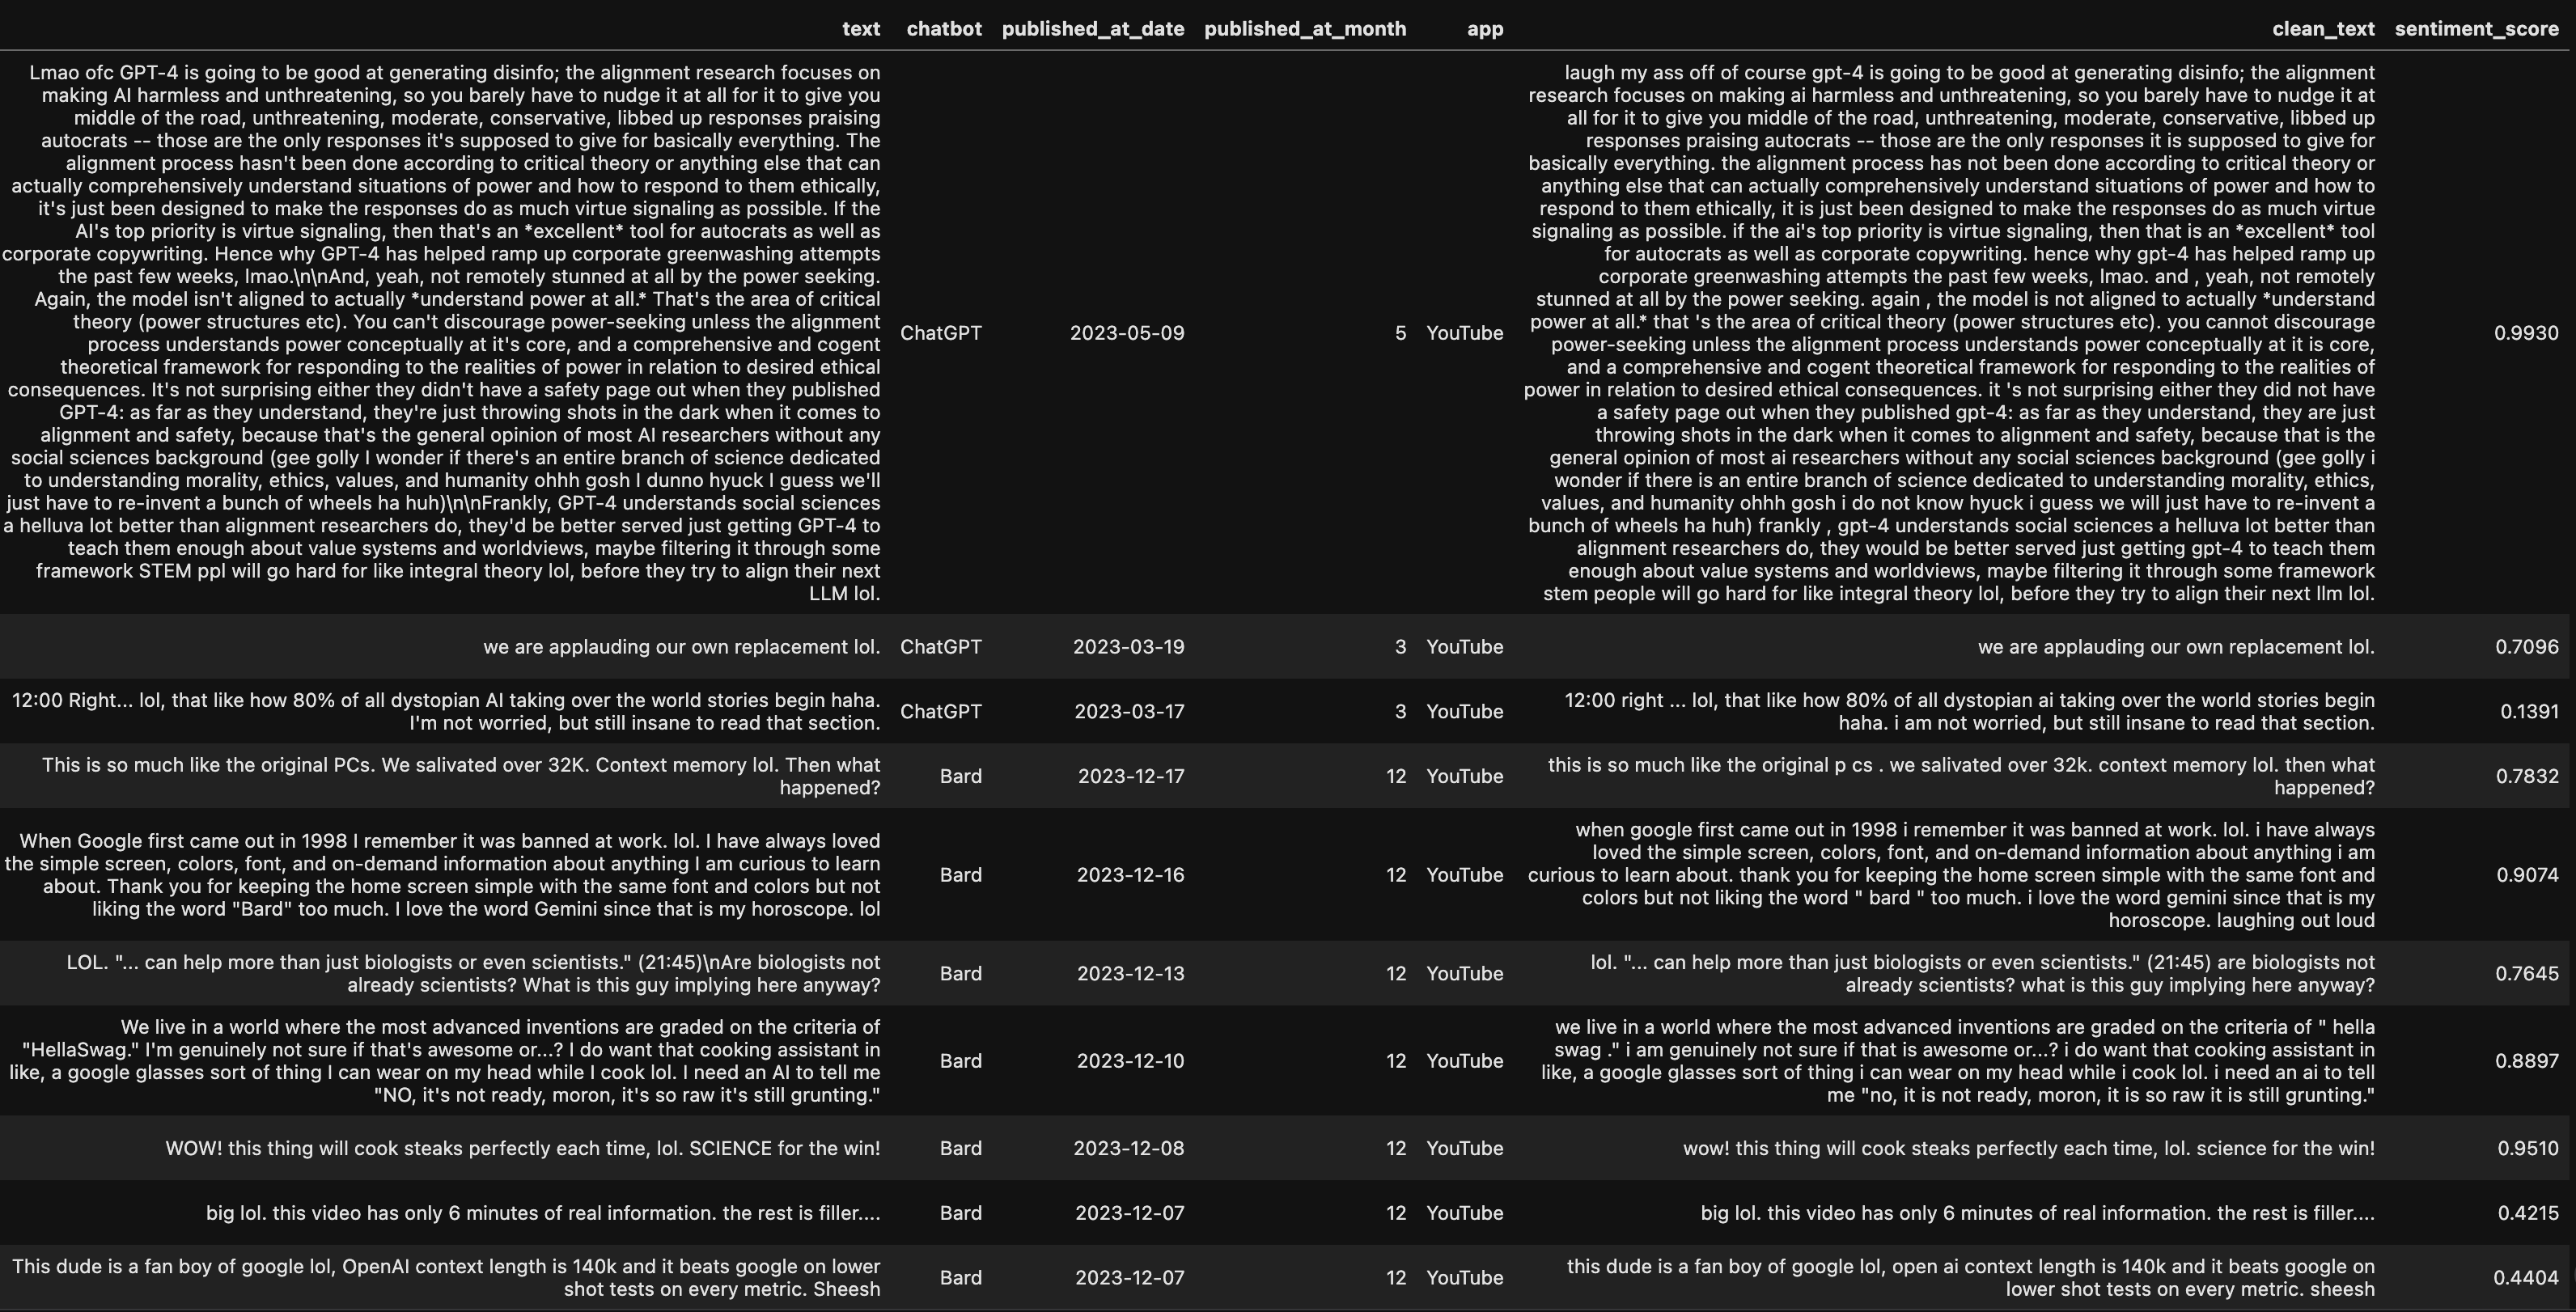 text chatbot published_at_date published_at_month app clean_text sentiment_score
Lmao ofc GPT-4 is going to be good at generating disinfo; the alignment research focuses on
making AI harmless and unthreatening, so you barely have to nudge it at all for it to give you
middle of the road, unthreatening, moderate, conservative, libbed up responses praising
autocrats -- those are the only responses it's supposed to give for basically everything. The
alignment process hasn't been done according to critical theory or anything else that can
actually comprehensively understand situations of power and how to respond to them ethically,
it's just been designed to make the responses do as much virtue signaling as possible. If the
AI's top priority is virtue signaling, then that's an *excellent* tool for autocrats as well as
corporate copywriting. Hence why GPT-4 has helped ramp up corporate greenwashing attempts
the past few weeks, lmao.\n\nAnd, yeah, not remotely stunned at all by the power seeking.
Again, the model isn't aligned to actually *understand power at all.* That's the area of critical
theory (power structures etc). You can't discourage power-seeking unless the alignment
process understands power conceptually at it's core, and a comprehensive and cogent
theoretical framework for responding to the realities of power in relation to desired ethical
consequences. It's not surprising either they didn't have a safety page out when they published
GPT-4: as far as they understand, they're just throwing shots in the dark when it comes to
alignment and safety, because that's the general opinion of most AI researchers without any
social sciences background (gee golly I wonder if there's an entire branch of science dedicated
to understanding morality, ethics, values, and humanity ohhh gosh I dunno hyuck I guess we'll
just have to re-invent a bunch of wheels ha huh)\n\nFrankly, GPT-4 understands social sciences
a helluva lot better than alignment researchers do, they'd be better served just getting GPT-4 to
teach them enough about value systems and worldviews, maybe filtering it through some
framework STEM ppl will go hard for like integral theory lol, before they try to align their next
LLM lol.
ChatGPT 2023-05-09 5 YouTube
laugh my ass off of course gpt-4 is going to be good at generating disinfo; the alignment
research focuses on making ai harmless and unthreatening, so you barely have to nudge it at
all for it to give you middle of the road, unthreatening, moderate, conservative, libbed up
responses praising autocrats -- those are the only responses it is supposed to give for
basically everything. the alignment process has not been done according to critical theory or
anything else that can actually comprehensively understand situations of power and how to
respond to them ethically, it is just been designed to make the responses do as much virtue
signaling as possible. if the ai's top priority is virtue signaling, then that is an *excellent* tool
for autocrats as well as corporate copywriting. hence why gpt-4 has helped ramp up
corporate greenwashing attempts the past few weeks, lmao. and , yeah, not remotely
stunned at all by the power seeking. again , the model is not aligned to actually *understand
power at all.* that 's the area of critical theory (power structures etc). you cannot discourage
power-seeking unless the alignment process understands power conceptually at it is core,
and a comprehensive and cogent theoretical framework for responding to the realities of
power in relation to desired ethical consequences. it 's not surprising either they did not have
a safety page out when they published gpt-4: as far as they understand, they are just
throwing shots in the dark when it comes to alignment and safety, because that is the
general opinion of most ai researchers without any social sciences background (gee golly i
wonder if there is an entire branch of science dedicated to understanding morality, ethics,
values, and humanity ohhh gosh i do not know hyuck i guess we will just have to re-invent a
bunch of wheels ha huh) frankly , gpt-4 understands social sciences a helluva lot better than
alignment researchers do, they would be better served just getting gpt-4 to teach them
enough about value systems and worldviews, maybe filtering it through some framework
stem people will go hard for like integral theory lol, before they try to align their next llm lol.
0.9930
we are applauding our own replacement lol. ChatGPT 2023-03-19 3 YouTube we are applauding our own replacement lol. 0.7096
12:00 Right... lol, that like how 80% of all dystopian AI taking over the world stories begin haha.
I'm not worried, but still insane to read that section.
ChatGPT 2023-03-17 3 YouTube
12:00 right ... lol, that like how 80% of all dystopian ai taking over the world stories begin
haha. i am not worried, but still insane to read that section.
0.1391
This is so much like the original PCs. We salivated over 32K. Context memory lol. Then what
happened?
Bard 2023-12-17 12 YouTube
this is so much like the original p cs . we salivated over 32k. context memory lol. then what
happened?
0.7832
When Google first came out in 1998 I remember it was banned at work. lol. I have always loved
the simple screen, colors, font, and on-demand information about anything I am curious to learn
about. Thank you for keeping the home screen simple with the same font and colors but not
liking the word "Bard" too much. I love the word Gemini since that is my horoscope. lol
Bard 2023-12-16 12 YouTube
when google first came out in 1998 i remember it was banned at work. lol. i have always
loved the simple screen, colors, font, and on-demand information about anything i am
curious to learn about. thank you for keeping the home screen simple with the same font and
colors but not liking the word " bard " too much. i love the word gemini since that is my
horoscope. laughing out loud
0.9074
LOL. "... can help more than just biologists or even scientists." (21:45)\nAre biologists not
already scientists? What is this guy implying here anyway?
Bard 2023-12-13 12 YouTube
lol. "... can help more than just biologists or even scientists." (21:45) are biologists not
already scientists? what is this guy implying here anyway?
0.7645
We live in a world where the most advanced inventions are graded on the criteria of
"HellaSwag." I'm genuinely not sure if that's awesome or...? I do want that cooking assistant in
like, a google glasses sort of thing I can wear on my head while I cook lol. I need an AI to tell me
"NO, it's not ready, moron, it's so raw it's still grunting."
Bard 2023-12-10 12 YouTube
we live in a world where the most advanced inventions are graded on the criteria of " hella
swag ." i am genuinely not sure if that is awesome or...? i do want that cooking assistant in
like, a google glasses sort of thing i can wear on my head while i cook lol. i need an ai to tell
me "no, it is not ready, moron, it is so raw it is still grunting."
0.8897
WOW! this thing will cook steaks perfectly each time, lol. SCIENCE for the win! Bard 2023-12-08 12 YouTube wow! this thing will cook steaks perfectly each time, lol. science for the win! 0.9510
big lol. this video has only 6 minutes of real information. the rest is filler.... Bard 2023-12-07 12 YouTube big lol. this video has only 6 minutes of real information. the rest is filler.... 0.4215
This dude is a fan boy of google lol, OpenAI context length is 140k and it beats google on lower
shot tests on every metric. Sheesh
Bard 2023-12-07 12 YouTube
this dude is a fan boy of google lol, open ai context length is 140k and it beats google on
lower shot tests on every metric. sheesh
0.4404